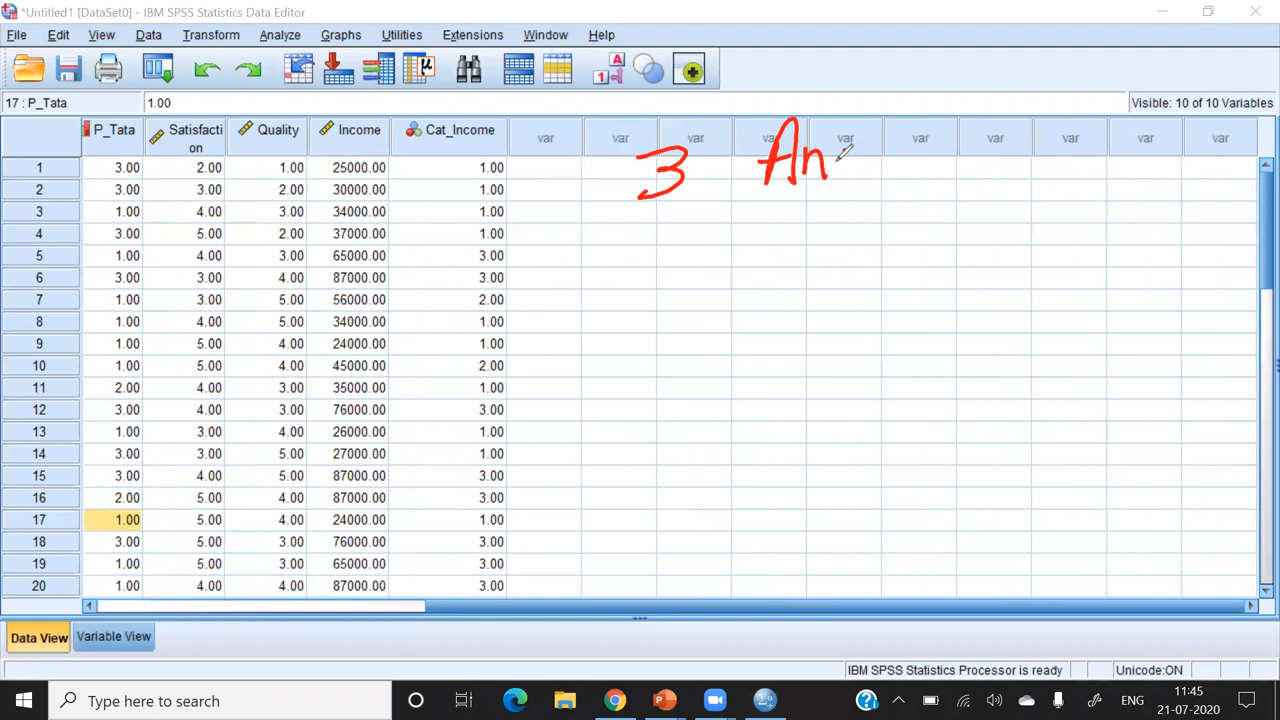 *Untitled1 [DataSet0] - IBM SPSS Statistics Data Editor
File Edit View Data Transform Analyze Graphs Utilities Extensions Window Help
17 : P_Tata 1.00 Visible: 10 of 10 Variables
P_Tata Satisfacti on Quality Income Cat_Income var var var var var var var var var var
3 An
1 3.00 2.00 1.00 25000.00 1.00
2 3.00 3.00 2.00 30000.00 1.00
3 1.00 4.00 3.00 34000.00 1.00
4 3.00 5.00 2.00 37000.00 1.00
5 1.00 4.00 3.00 65000.00 3.00
6 3.00 3.00 4.00 87000.00 3.00
7 1.00 3.00 5.00 56000.00 2.00
8 1.00 4.00 5.00 34000.00 1.00
9 1.00 5.00 4.00 24000.00 1.00
10 1.00 5.00 4.00 45000.00 2.00
11 2.00 4.00 3.00 35000.00 1.00
12 3.00 4.00 3.00 76000.00 3.00
13 1.00 3.00 4.00 26000.00 1.00
14 3.00 3.00 5.00 27000.00 1.00
15 3.00 4.00 5.00 87000.00 3.00
16 2.00 5.00 4.00 87000.00 3.00
17 1.00 5.00 4.00 24000.00 1.00
18 3.00 5.00 3.00 76000.00 3.00
19 1.00 5.00 3.00 65000.00 3.00
20 1.00 4.00 4.00 87000.00 3.00
Data View Variable View
IBM SPSS Statistics Processor is ready Unicode:ON
Type here to search ENG 11:45
21-07-2020